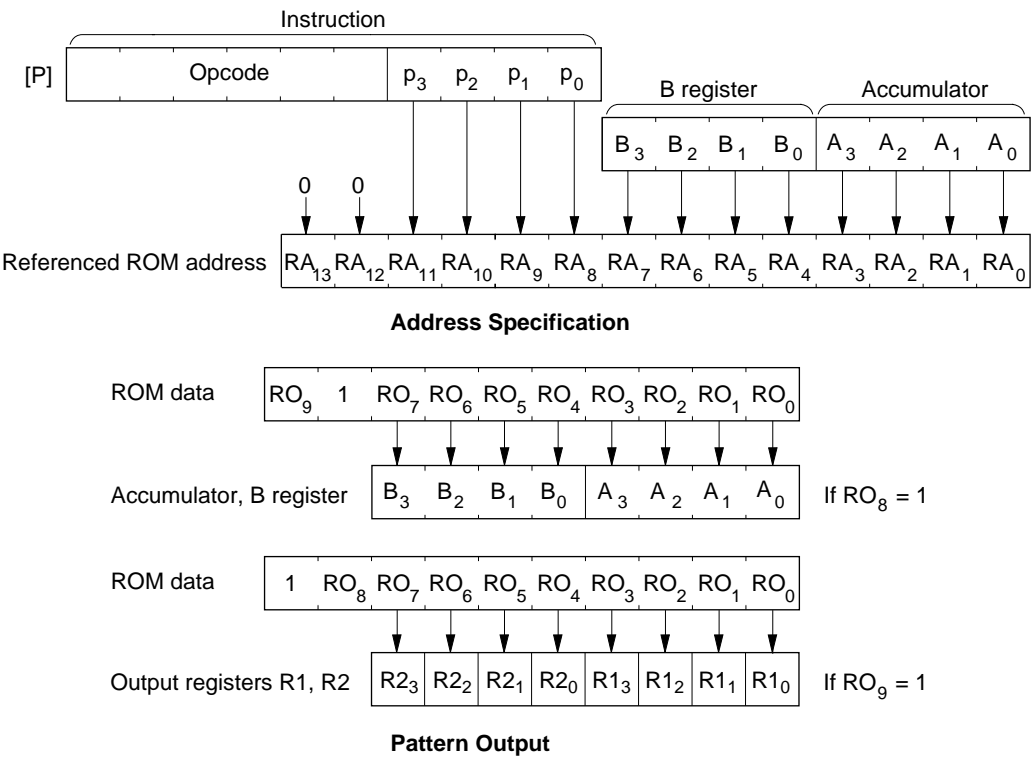 Instruction
[P] Opcode p3 p2 p1 p0
B register Accumulator
B3 B2 B1 B0 A3 A2 A1 A0
0 0
Referenced ROM address RA13 RA12 RA11 RA10 RA9 RA8 RA7 RA6 RA5 RA4 RA3 RA2 RA1 RA0
Address Specification
ROM data RO9 1 RO7 RO6 RO5 RO4 RO3 RO2 RO1 RO0
Accumulator, B register B3 B2 B1 B0 A3 A2 A1 A0 If RO8 = 1
ROM data 1 RO8 RO7 RO6 RO5 RO4 RO3 RO2 RO1 RO0
Output registers R1, R2 R23 R22 R21 R20 R13 R12 R11 R10 If RO9 = 1
Pattern Output